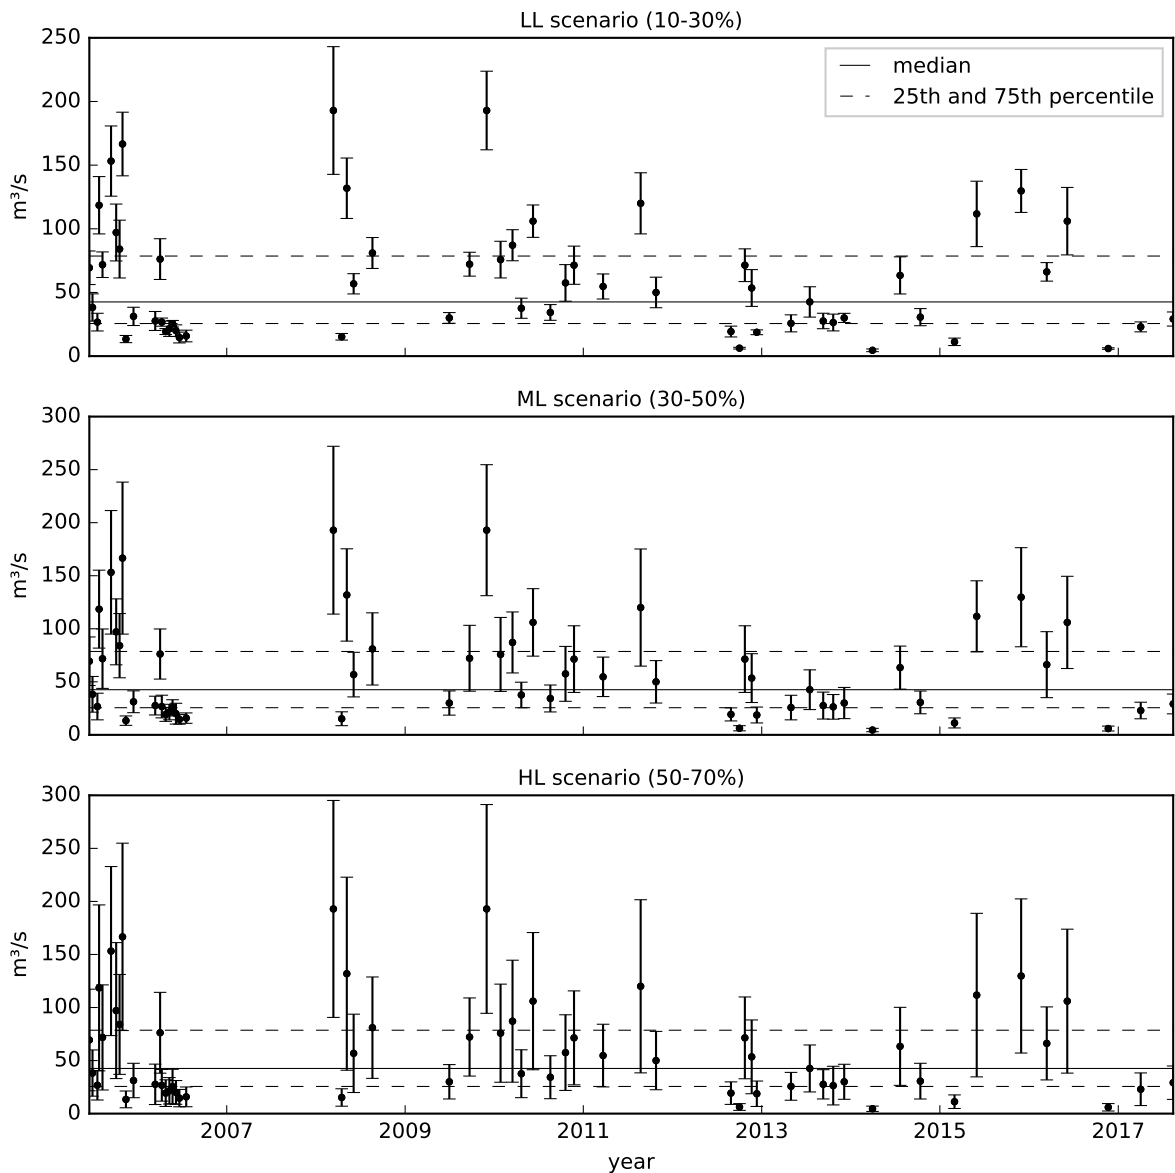 LL scenario (10-30%)
250
200
150
100
50
0
m³/s
median
25th and 75th percentile
ML scenario (30-50%)
300
250
200
150
100
50
0
m³/s
HL scenario (50-70%)
300
250
200
150
100
50
0
m³/s
2007 2009 2011 2013 2015 2017
year